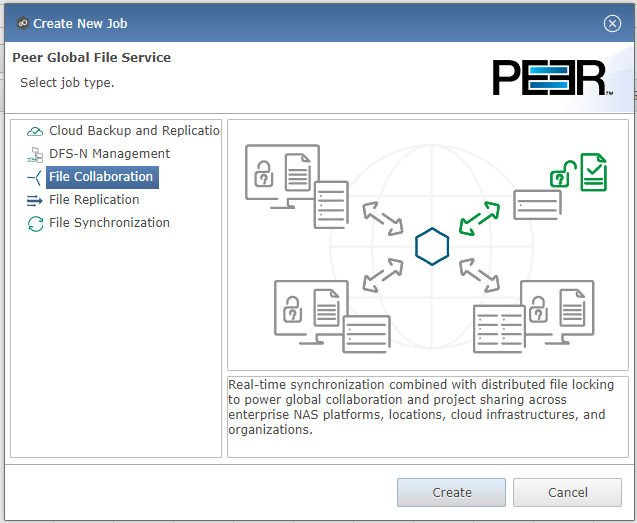 Create New Job
Peer Global File Service
Select job type.
PEER™
Cloud Backup and Replicatio
DFS-N Management
File Collaboration
File Replication
File Synchronization
Real-time synchronization combined with distributed file locking
to power global collaboration and project sharing across
enterprise NAS platforms, locations, cloud infrastructures, and
organizations.
Create
Cancel